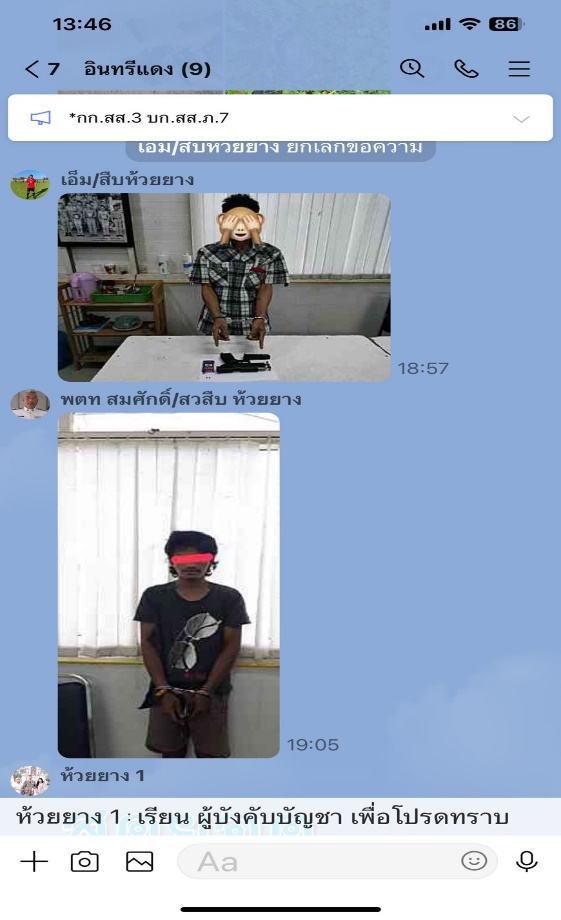 13:46
86
7 อินทรีแดง (9)
*กก.สส.3 บก.สส.ภ.7
เอ็ม/สืบห้วยยาง ยกเลิกข้อความ
เอ็ม/สืบห้วยยาง
18:57
พตท สมศักดิ์/สวสืบ ห้วยยาง
19:05
ห้วยยาง 1
ห้วยยาง 1 : เรียน ผู้บังคับบัญชา เพื่อโปรดทราบ
Aa